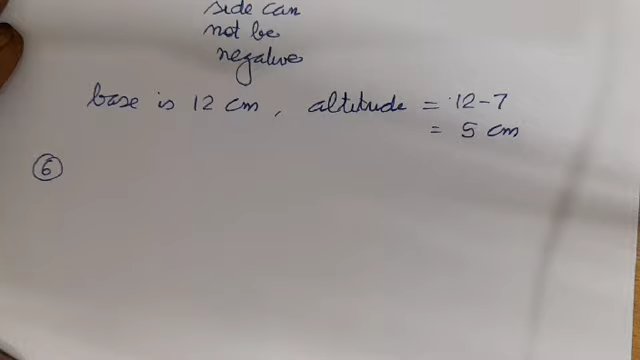 side can
not be
negative
base is 12 cm, altitude = 12-7
= 5 cm
6